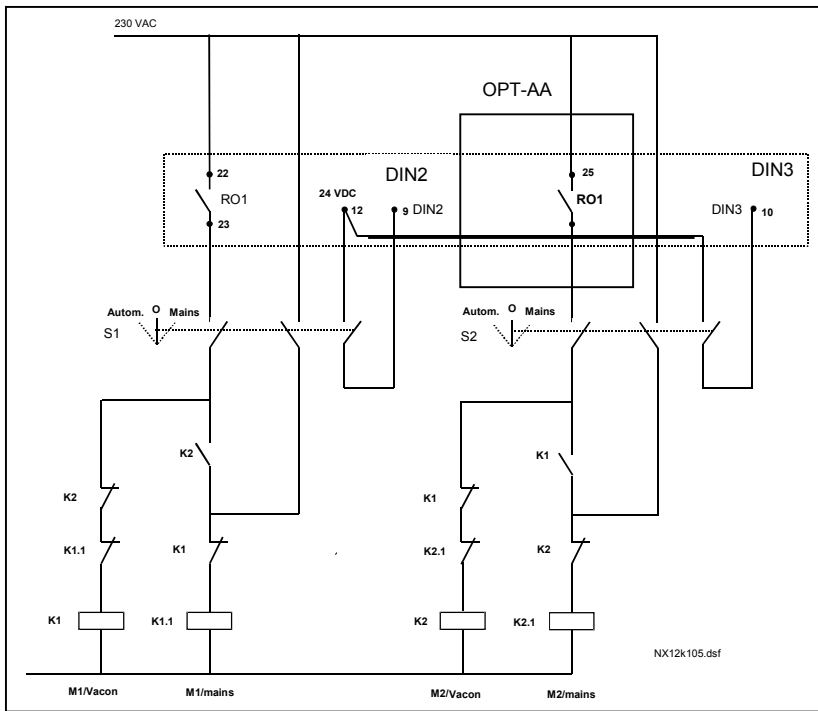 230 VAC
OPT-AA
22
RO1
23
24 VDC
12
DIN2
9 DIN2
25
RO1
DIN3
DIN3 10
Autom. O Mains
S1
Autom. O Mains
S2
K2
K1
K2
K1
K1.1
K1
K2.1
K2
K1
K1.1
K2
K2.1
NX12k105.dsf
M1/Vacon
M1/mains
M2/Vacon
M2/mains